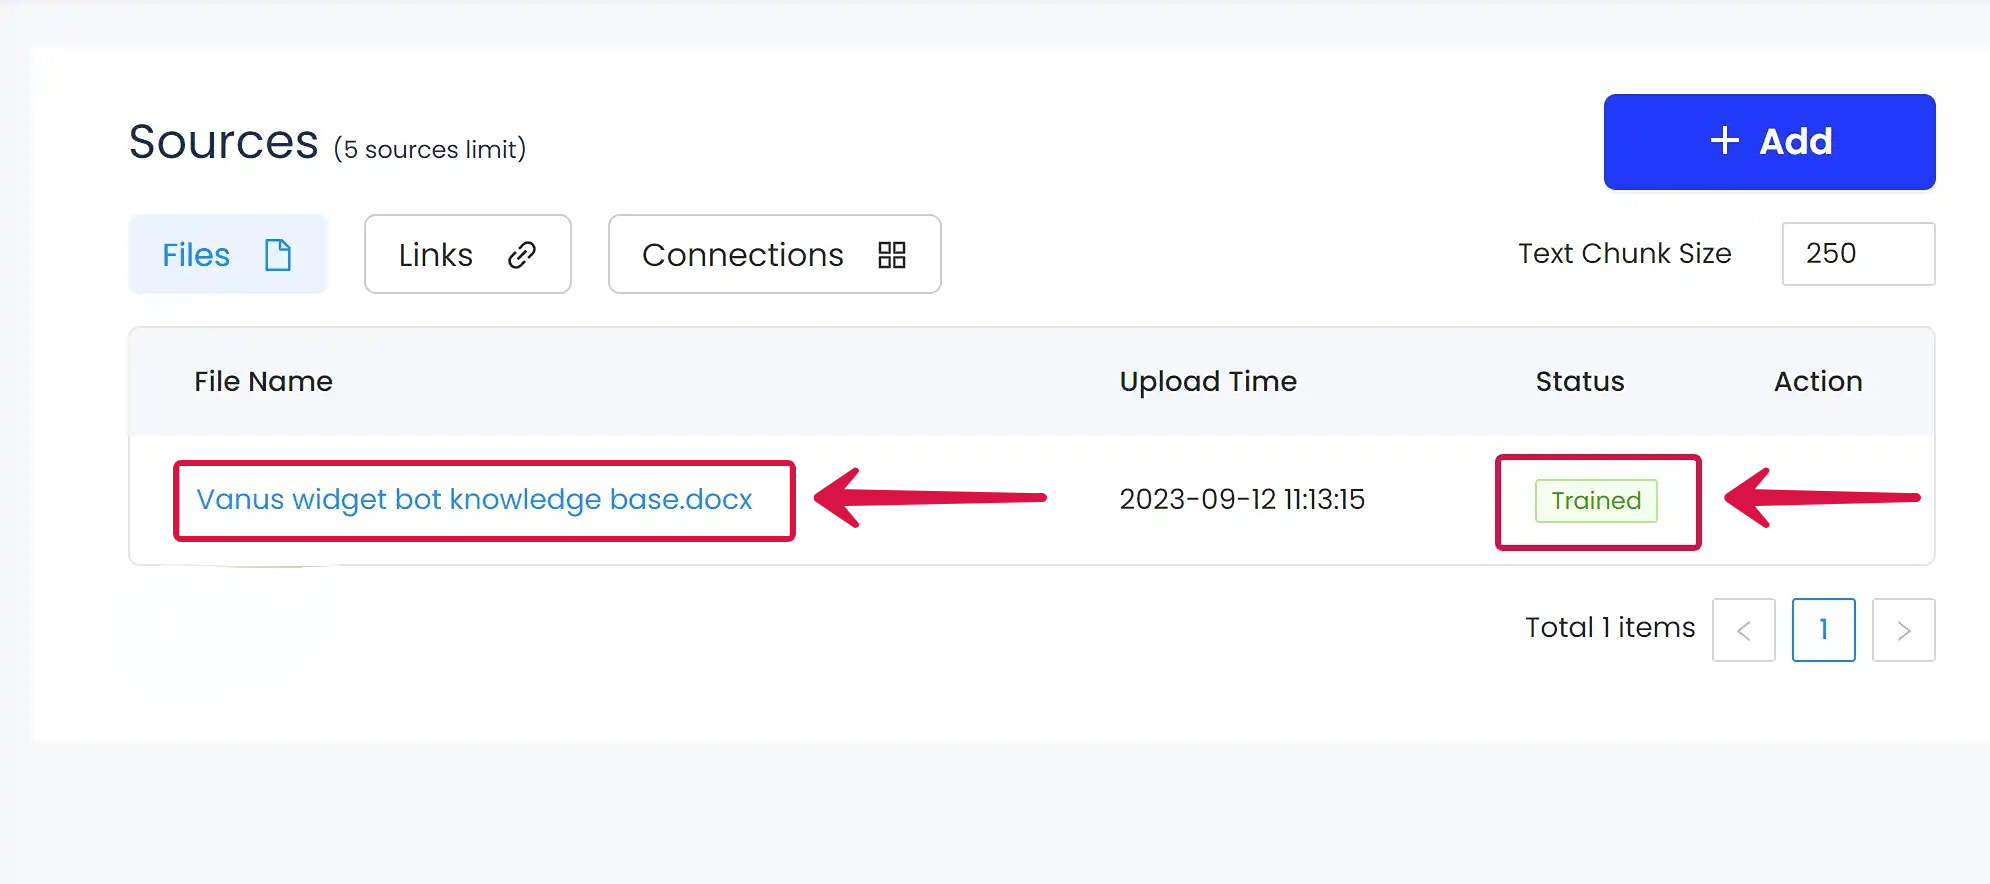 Sources (5 sources limit)
+ Add
Files
Links
Connections
Text Chunk Size
250
File Name
Upload Time
Status
Action
Vanus widget bot knowledge base.docx
2023-09-12 11:13:15
Trained
Total 1 items
<
1
>